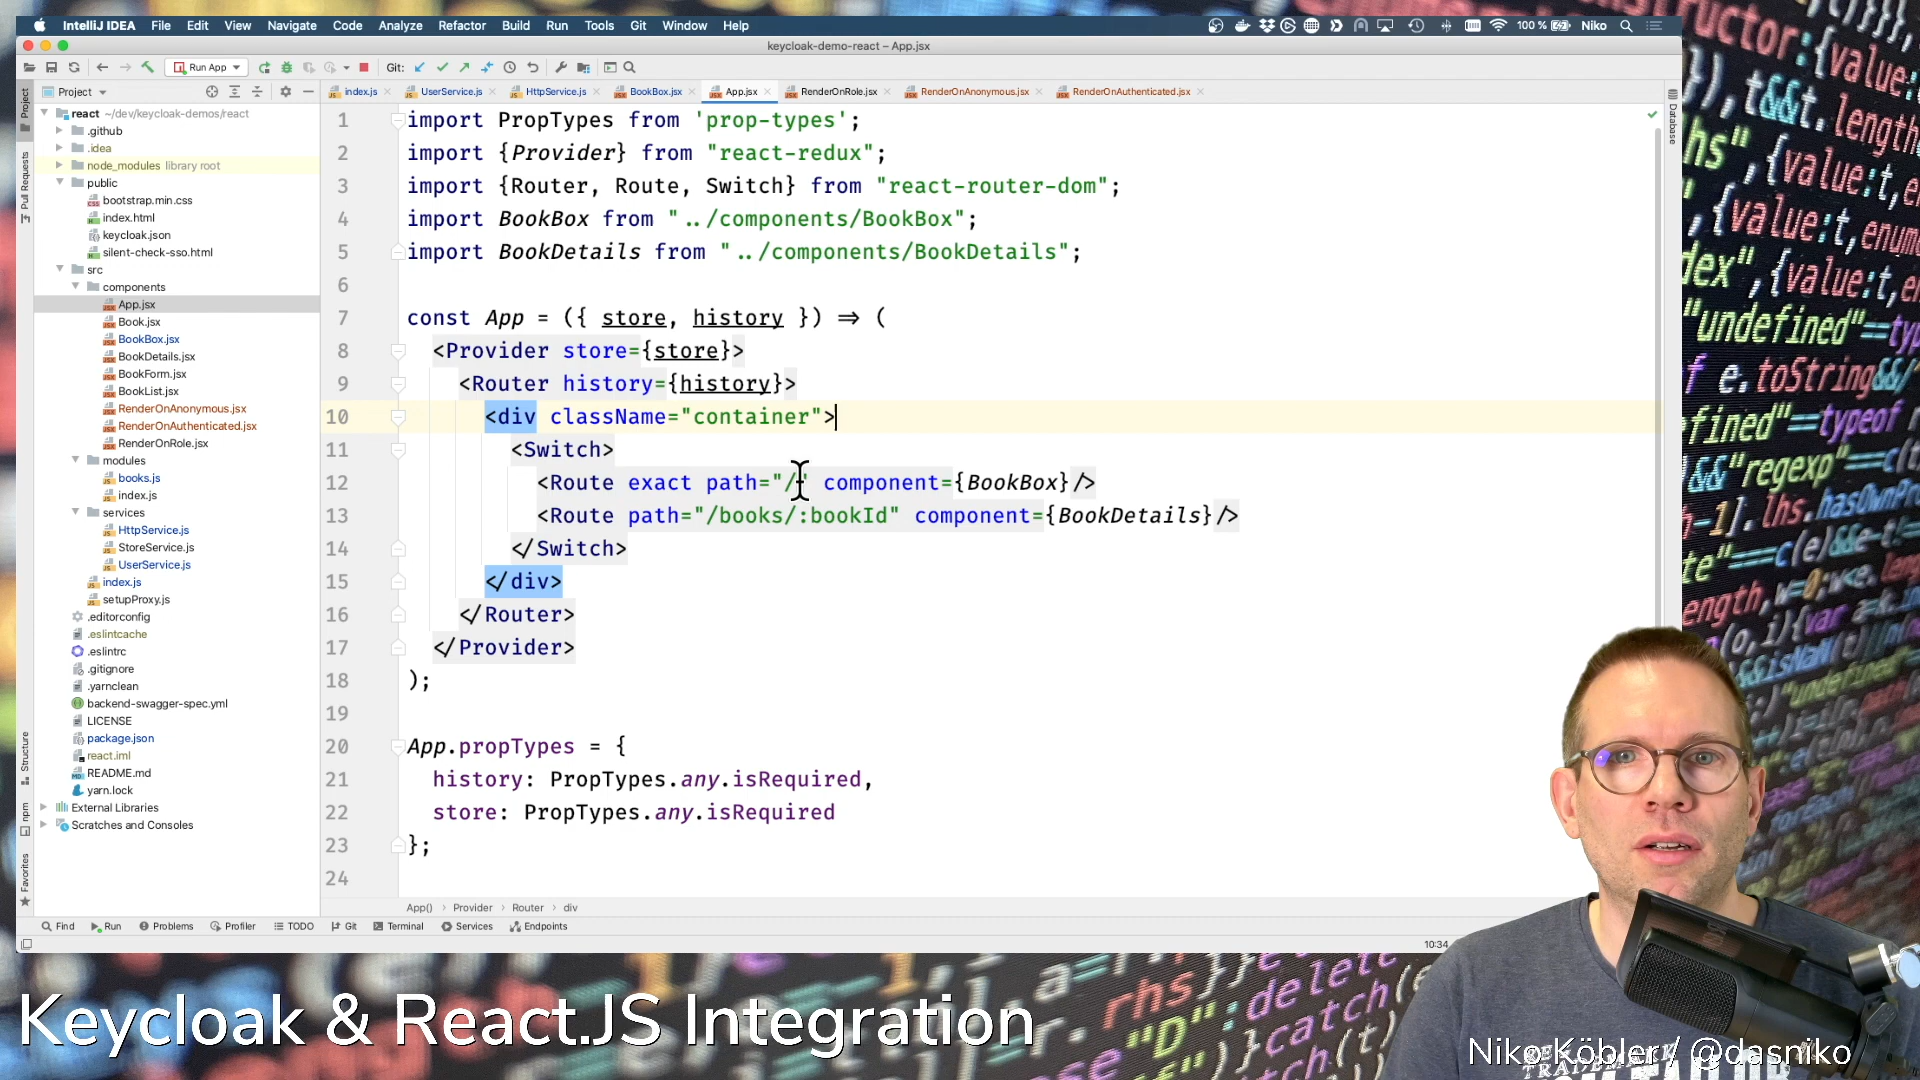 IntelliJ IDEA File Edit View Navigate Code Analyze Refactor Build Run Tools Git Window Help 100 % Niko
keycloak-demo-react – App.jsx
Run App Git:
Project index.js UserService.js HttpService.js BookBox.jsx App.jsx RenderOnRole.jsx RenderOnAnonymous.jsx RenderOnAuthenticated.jsx
Project
Pull Requests
Structure
npm
Favorites
Database
react ~/dev/keycloak-demos/react
.github
.idea
node_modules library root
public
bootstrap.min.css
index.html
keycloak.json
silent-check-sso.html
src
components
App.jsx
Book.jsx
BookBox.jsx
BookDetails.jsx
BookForm.jsx
BookList.jsx
RenderOnAnonymous.jsx
RenderOnAuthenticated.jsx
RenderOnRole.jsx
modules
books.js
index.js
services
HttpService.js
StoreService.js
UserService.js
index.js
setupProxy.js
.editorconfig
.eslintcache
.eslintrc
.gitignore
.yarnclean
backend-swagger-spec.yml
LICENSE
package.json
react.iml
README.md
yarn.lock
External Libraries
Scratches and Consoles
1 import PropTypes from 'prop-types';
2 import {Provider} from "react-redux";
3 import {Router, Route, Switch} from "react-router-dom";
4 import BookBox from "../components/BookBox";
5 import BookDetails from "../components/BookDetails";
6
7 const App = ({ store, history }) => (
8 <Provider store={store}>
9 <Router history={history}>
10 <div className="container">
11 <Switch>
12 <Route exact path="/" component={BookBox}/>
13 <Route path="/books/:bookId" component={BookDetails}/>
14 </Switch>
15 </div>
16 </Router>
17 </Provider>
18 );
19
20 App.propTypes = {
21 history: PropTypes.any.isRequired,
22 store: PropTypes.any.isRequired
23 };
24
App() › Provider › Router › div
Find Run Problems Profiler TODO Git Terminal Services Endpoints
10:34
Keycloak & React.JS Integration
Niko Köbler / @dasniko